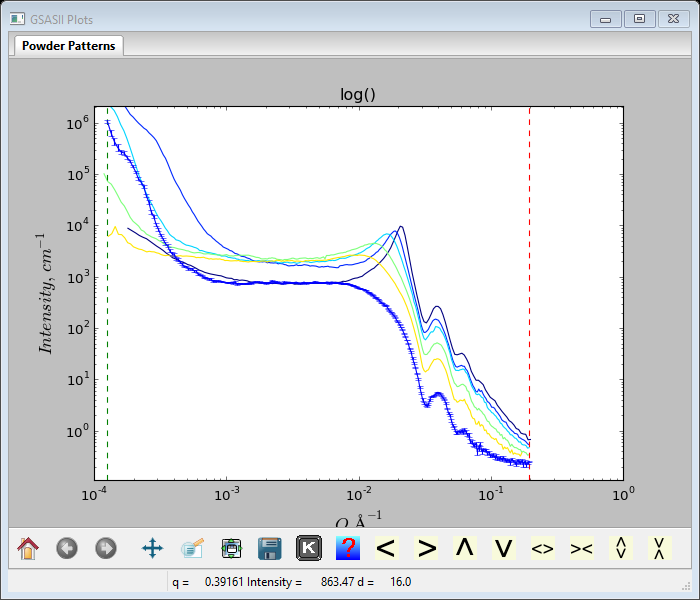 GSASII Plots
Powder Patterns
log()
10^6
10^5
10^4
10^3
10^2
10^1
10^0
Intensity, cm^−1
10^-4 10^-3 10^-2 10^-1 10^0
Q Å^−1
K ? < > Λ V <> ><
q = 0.39161 Intensity = 863.47 d = 16.0